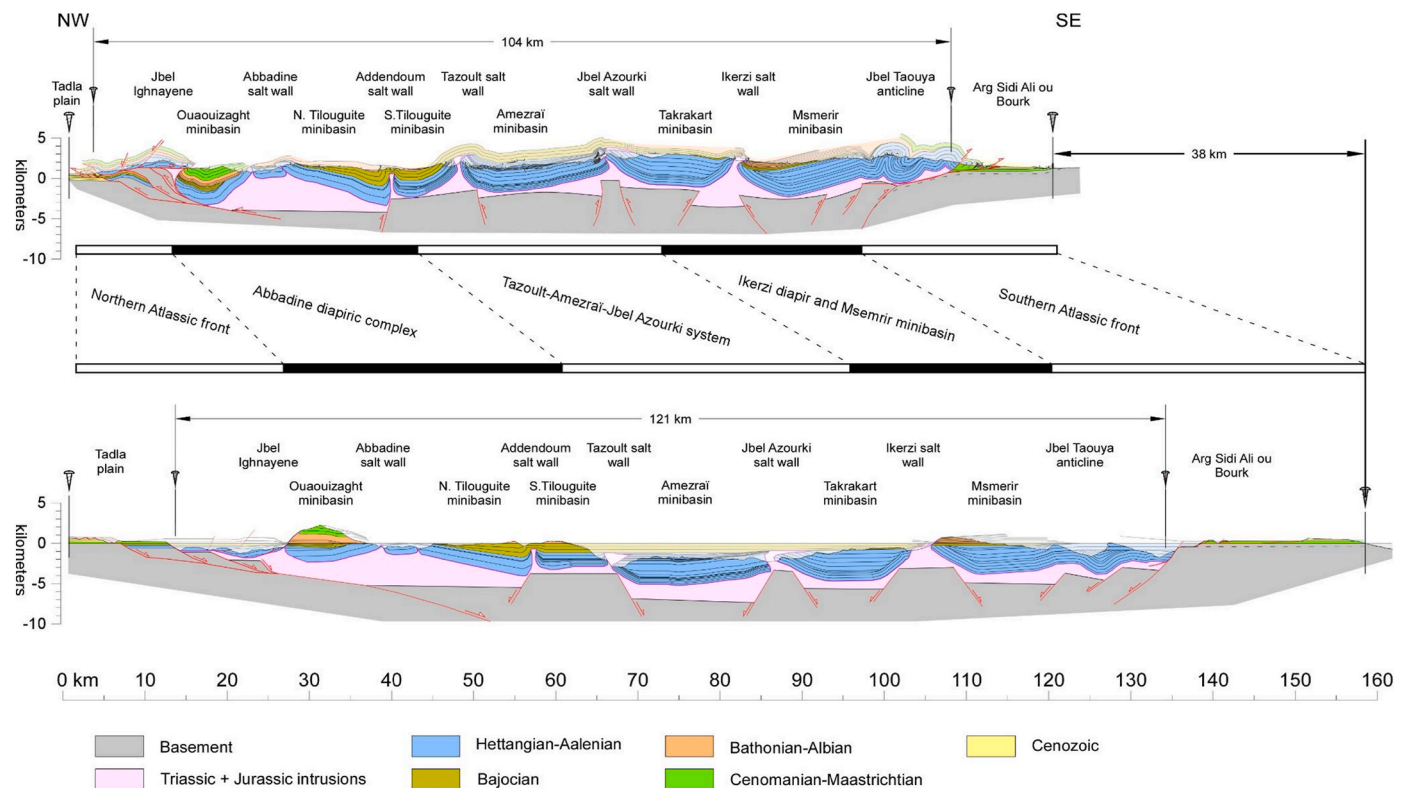 NW
SE
104 km
Jbel
Ighnayene
Abbadine
salt wall
Addendoum
salt wall
Tazoult salt
wall
Jbel Azourki
salt wall
Ikerzi salt
wall
Jbel Taouya
anticline
Tadla
plain
Arg Sidi Ali ou
Bourk
Ouaouizaght
minibasin
N. Tilouguite
minibasin
S.Tilouguite
minibasin
Amezraï
minibasin
Takrakart
minibasin
Msmerir
minibasin
38 km
kilometers
5
0
-5
-10
Northern Atlassic front
Abbadine diapiric complex
Tazoult-Amezraï-Jbel Azourki system
Ikerzi diapir and Msemrir minibasin
Southern Atlassic front
121 km
Tadla
plain
Jbel
Ighnayene
Abbadine
salt wall
Addendoum
salt wall
Tazoult salt
wall
Jbel Azourki
salt wall
Ikerzi salt
wall
Jbel Taouya
anticline
Arg Sidi Ali ou
Bourk
Ouaouizaght
minibasin
N. Tilouguite
minibasin
S.Tilouguite
minibasin
Amezraï
minibasin
Takrakart
minibasin
Msmerir
minibasin
kilometers
5
0
-5
-10
0 km 10 20 30 40 50 60 70 80 90 100 110 120 130 140 150 160
Basement
Hettangian-Aalenian
Bathonian-Albian
Cenozoic
Triassic + Jurassic intrusions
Bajocian
Cenomanian-Maastrichtian